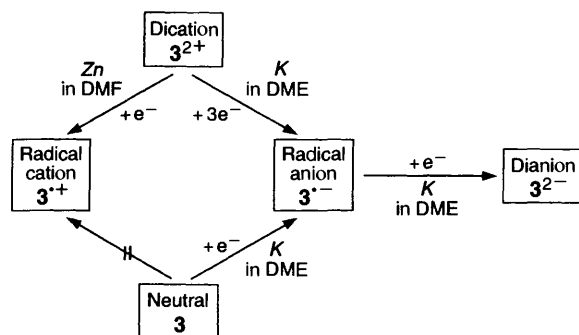 Dication
3²⁺
Zn
in DMF
+e⁻
K
in DME
+3e⁻
Radical
cation
3•⁺
Radical
anion
3•⁻
+e⁻
K
in DME
Dianion
3²⁻
+e⁻
K
in DME
Neutral
3